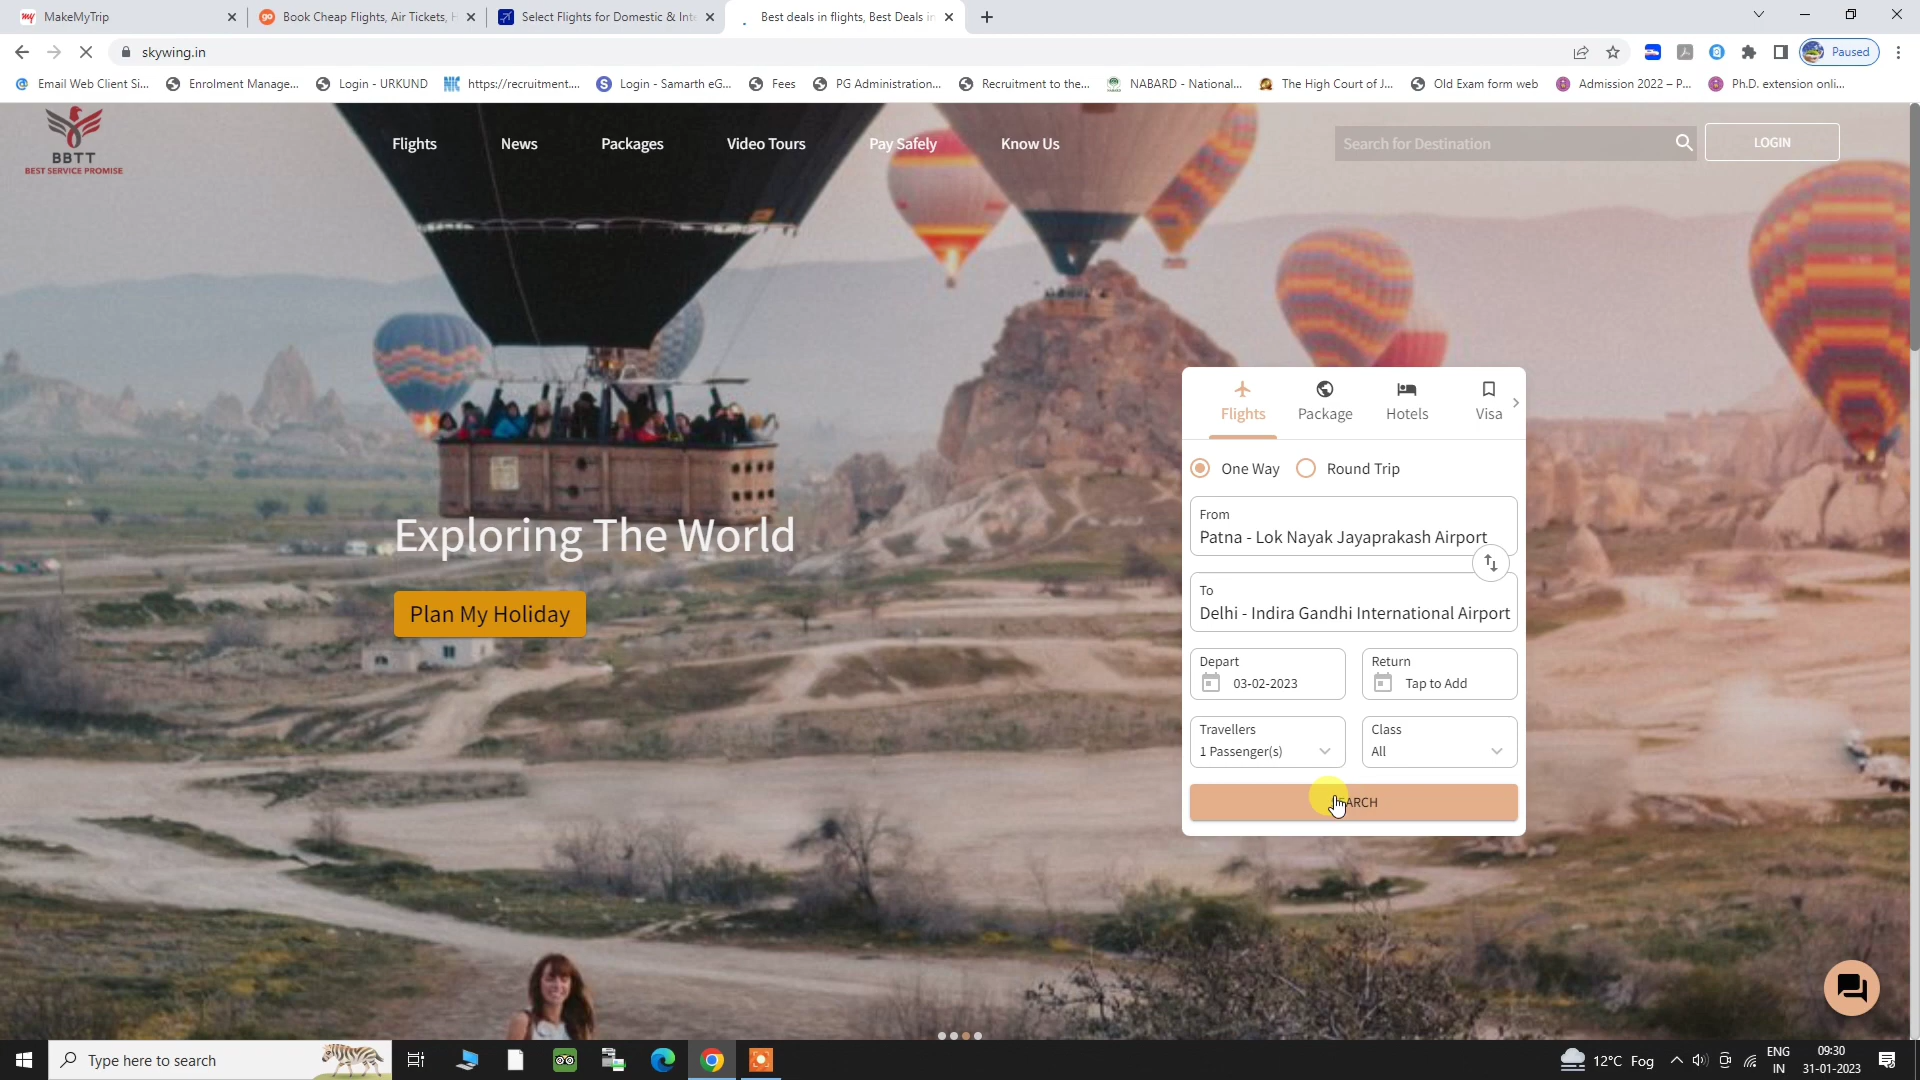 MakeMyTrip
Book Cheap Flights, Air Tickets, H
Select Flights for Domestic & Int
Best deals in flights, Best Deals in
skywing.in
Paused
Email Web Client Si...
Enrolment Manage...
Login - URKUND
https://recruitment....
Login - Samarth eG...
Fees
PG Administration...
Recruitment to the...
NABARD - National...
The High Court of J...
Old Exam form web
Admission 2022 – P...
Ph.D. extension onli...
BBTT
BEST SERVICE PROMISE
Flights
News
Packages
Video Tours
Pay Safely
Know Us
Search for Destination
LOGIN
Flights
Package
Hotels
Visa
One Way
Round Trip
From
Patna - Lok Nayak Jayaprakash Airport
To
Delhi - Indira Gandhi International Airport
Depart
03-02-2023
Return
Tap to Add
Travellers
1 Passenger(s)
Class
All
Exploring The World
Plan My Holiday
Type here to search
12°C Fog
ENG
IN
09:30
31-01-2023